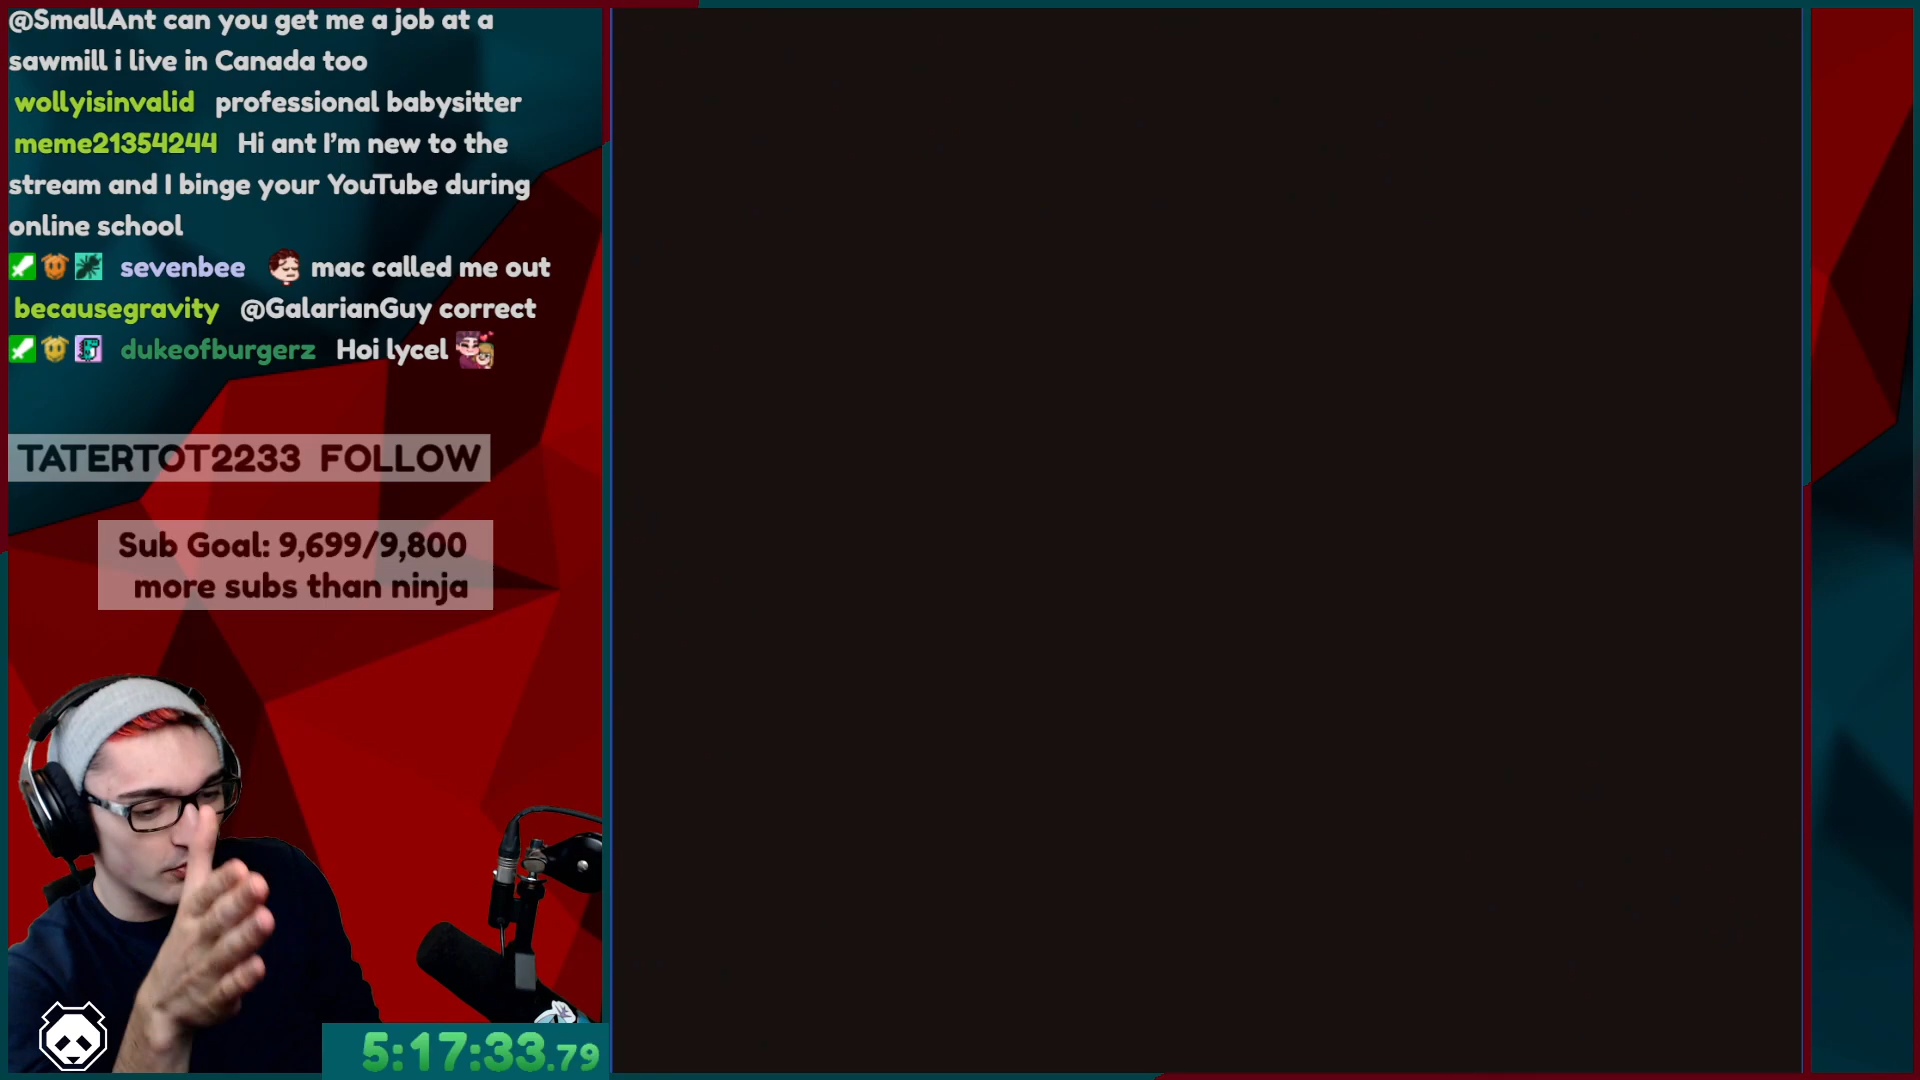 @SmallAnt can you get me a job at a
sawmill i live in Canada too
wollyisinvalid professional babysitter
meme21354244 Hi ant I’m new to the
stream and I binge your YouTube during
online school
sevenbee mac called me out
becausegravity @GalarianGuy correct
dukeofburgerz Hoi lycel
TATERTOT2233 FOLLOW
Sub Goal: 9,699/9,800
more subs than ninja
5:17:33.79